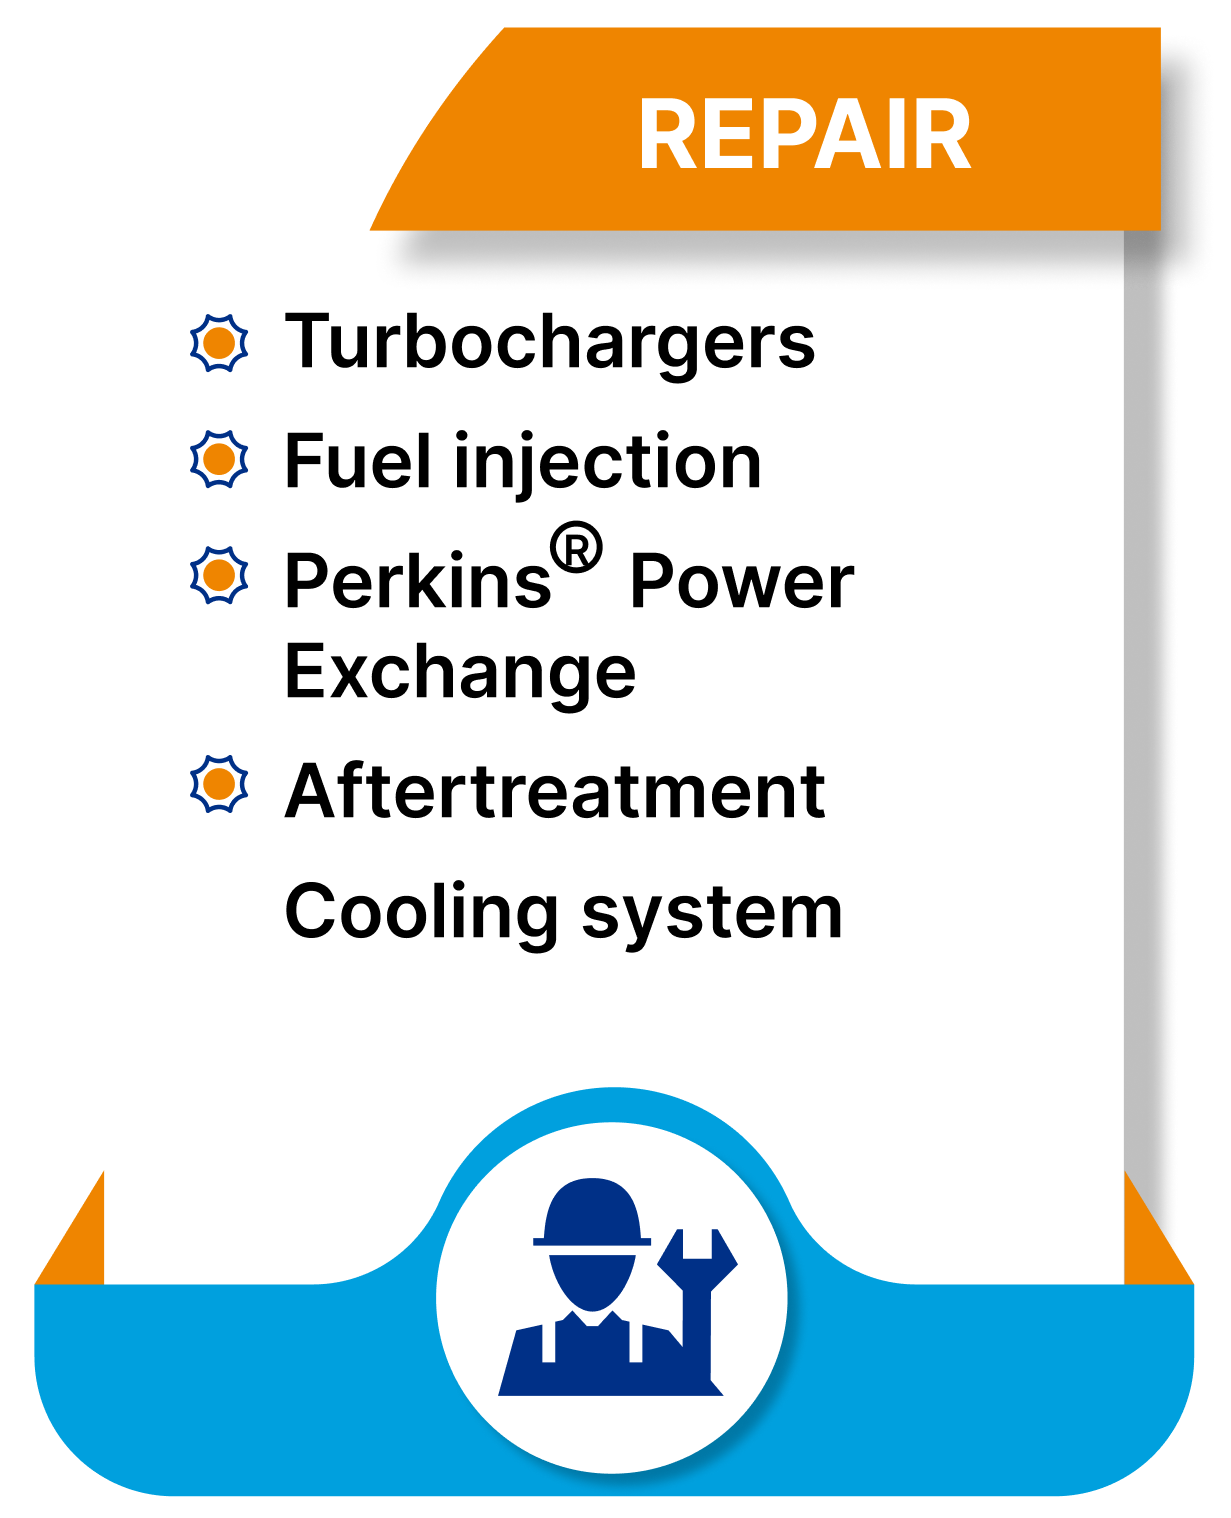 REPAIR
Turbochargers
Fuel injection
Perkins® Power
Exchange
Aftertreatment
Cooling system